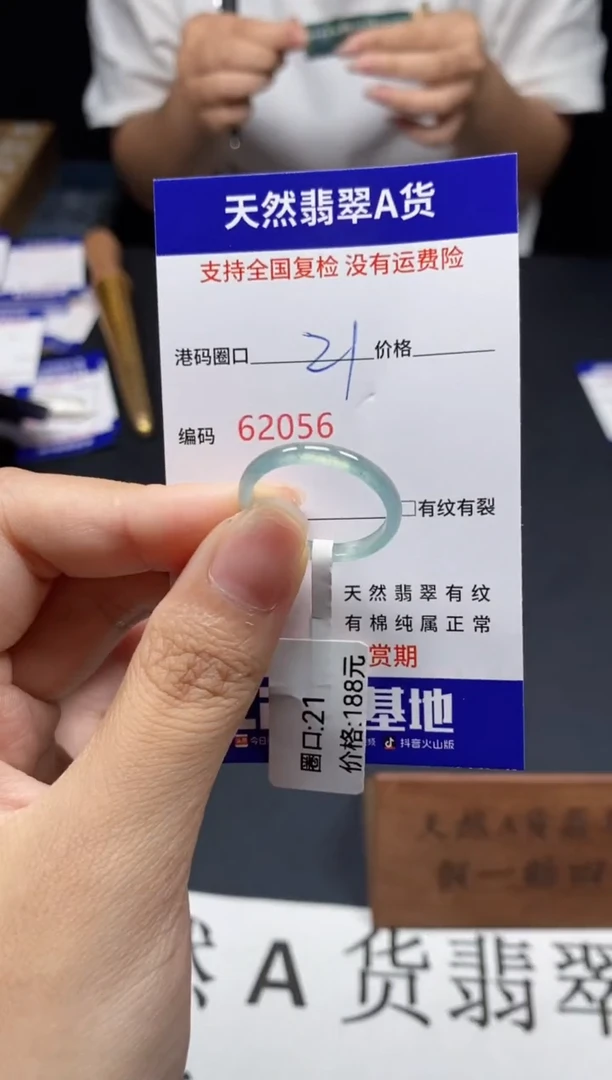 天然翡翠A货
支持全国复检 没有运费险
港码圈口 21 价格
编码 62056
□有纹有裂
天然翡翠有纹
有棉纯属正常
赏期
基地
抖音火山版
圈口:21
价格:188元
A货翡翠